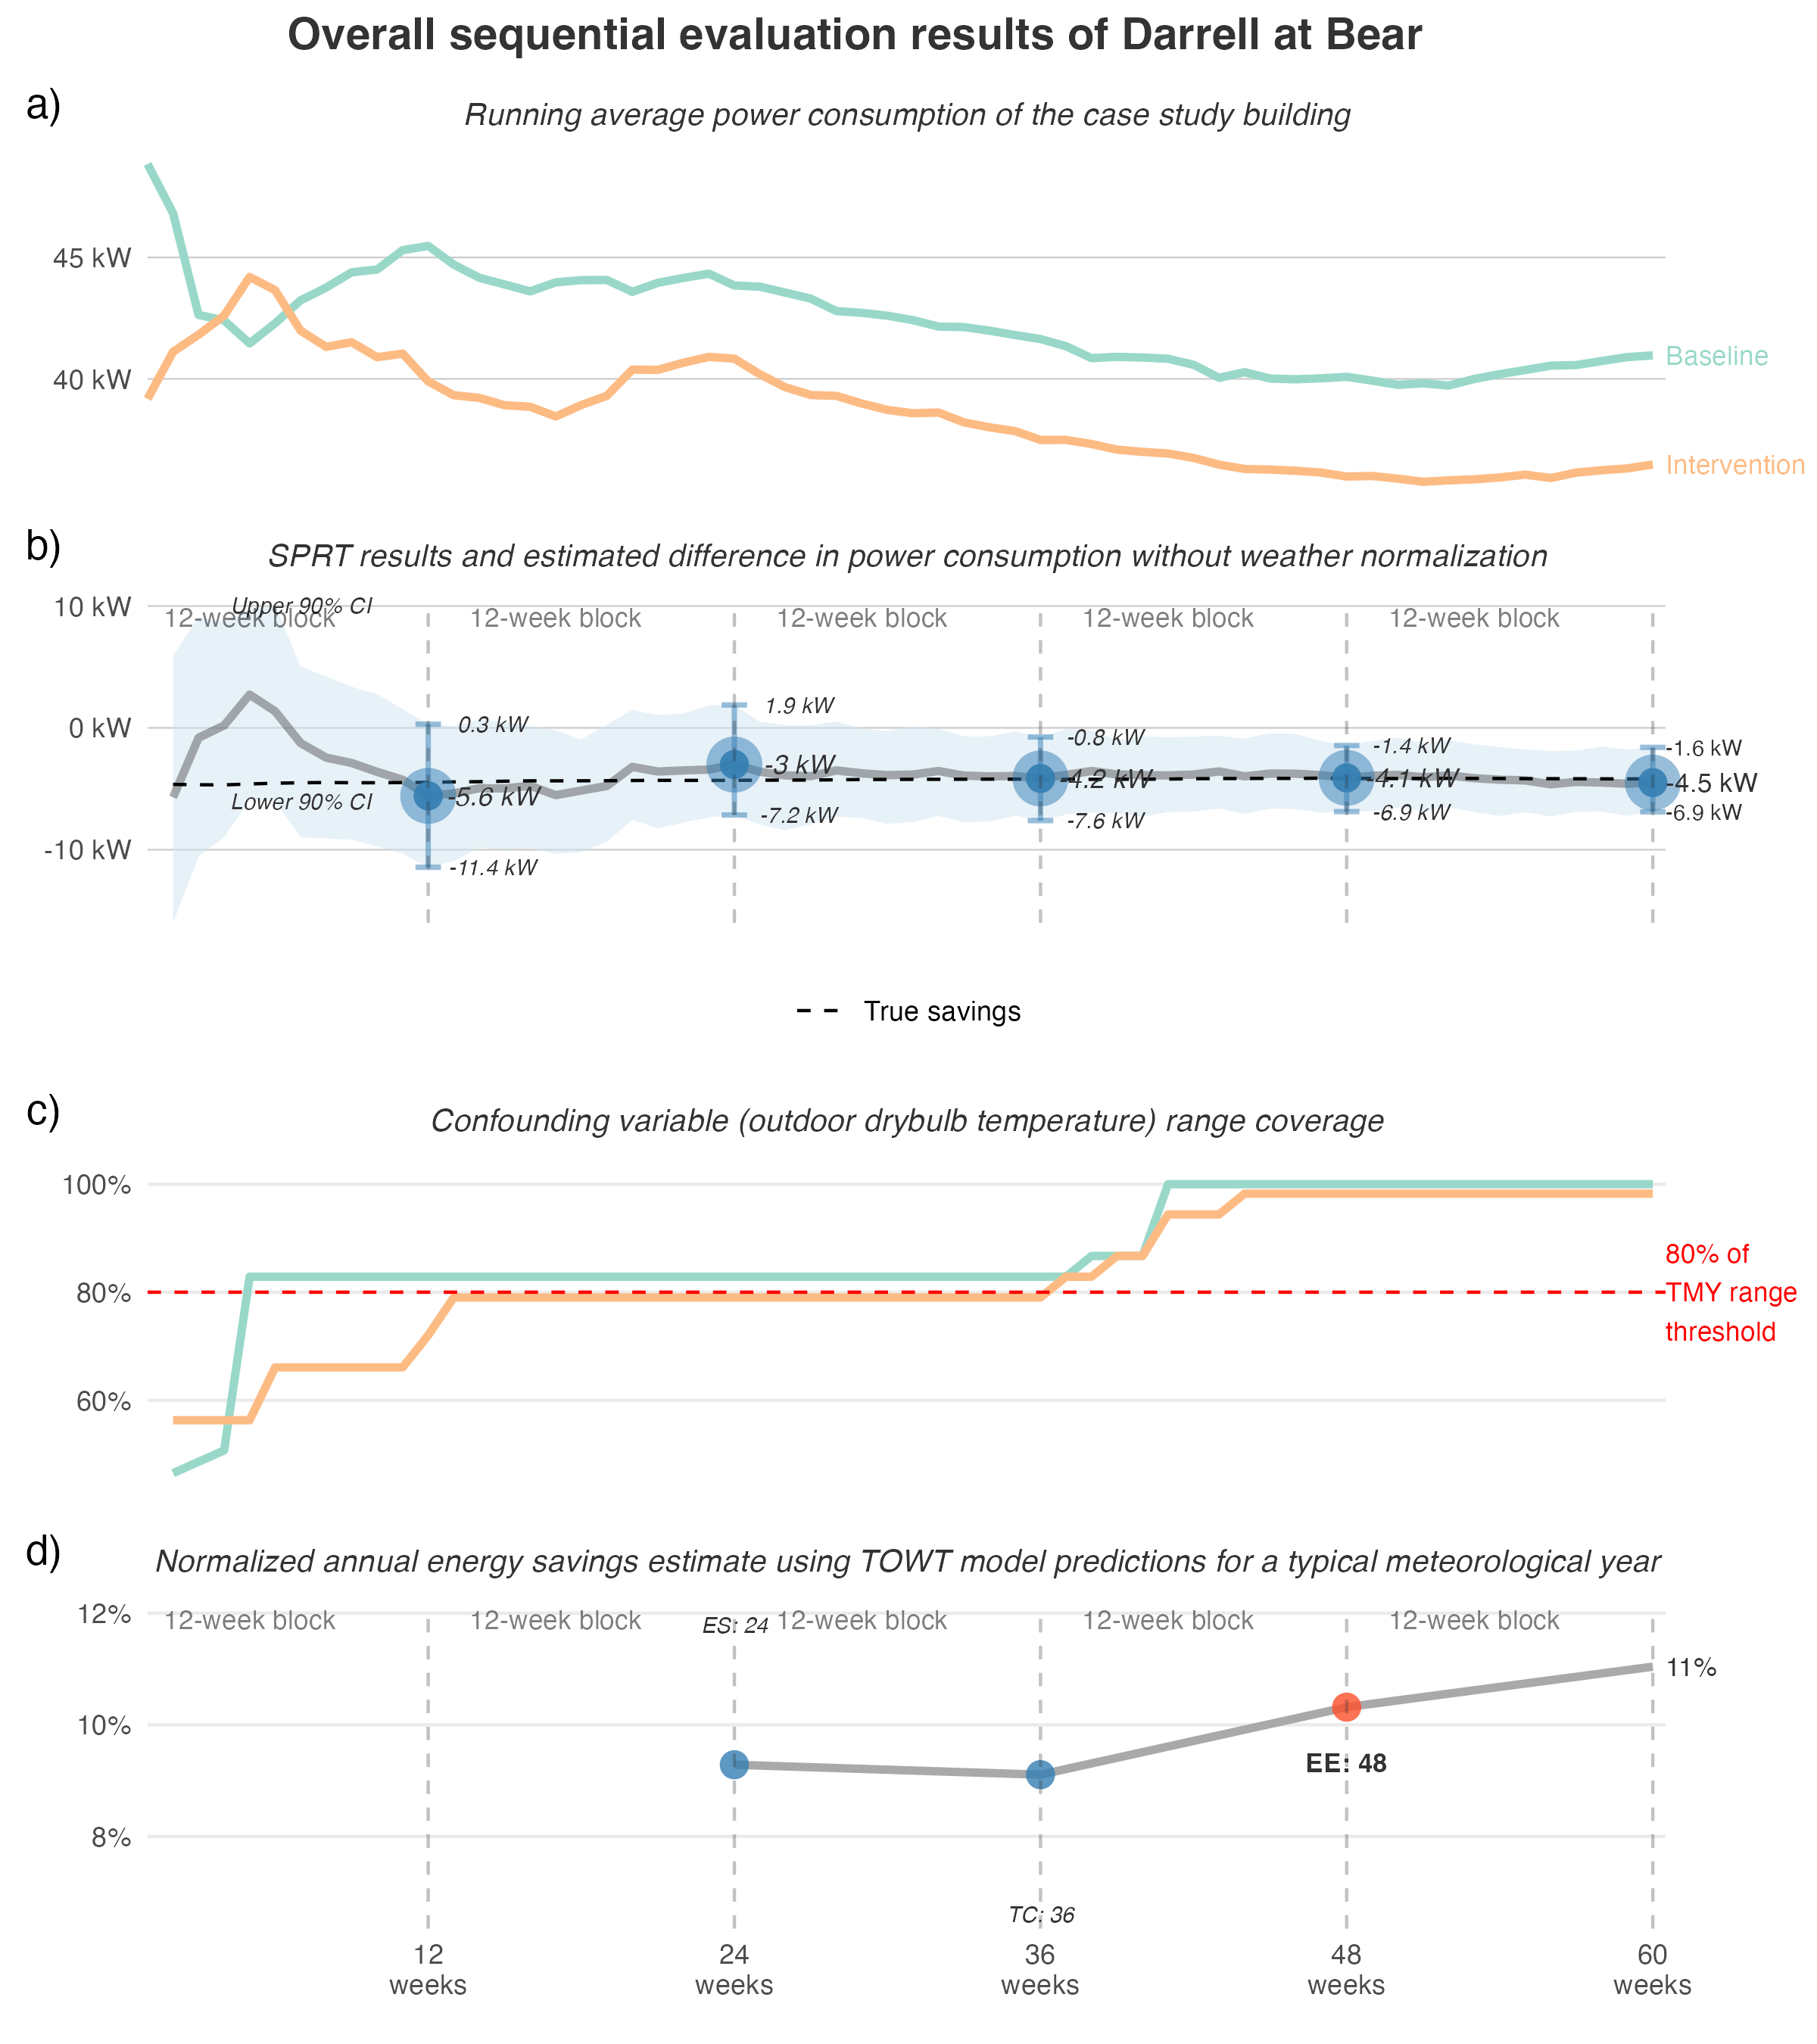 Overall sequential evaluation results of Darrell at Bear
a)
Running average power consumption of the case study building
45 kW
40 kW
Baseline
Intervention
b)
SPRT results and estimated difference in power consumption without weather normalization
10 kW
0 kW
-10 kW
Upper 90% CI
12-week block
12-week block
12-week block
12-week block
12-week block
Lower 90% CI
0.3 kW
-5.6 kW
-11.4 kW
1.9 kW
-3 kW
-7.2 kW
-0.8 kW
-4.2 kW
-7.6 kW
-1.4 kW
-4.1 kW
-6.9 kW
-1.6 kW
-4.5 kW
-6.9 kW
True savings
c)
Confounding variable (outdoor drybulb temperature) range coverage
100%
80%
60%
80% of
TMY range
threshold
d)
Normalized annual energy savings estimate using TOWT model predictions for a typical meteorological year
12%
10%
8%
12-week block
12-week block
ES: 24
12-week block
12-week block
12-week block
11%
EE: 48
TC: 36
12
weeks
24
weeks
36
weeks
48
weeks
60
weeks